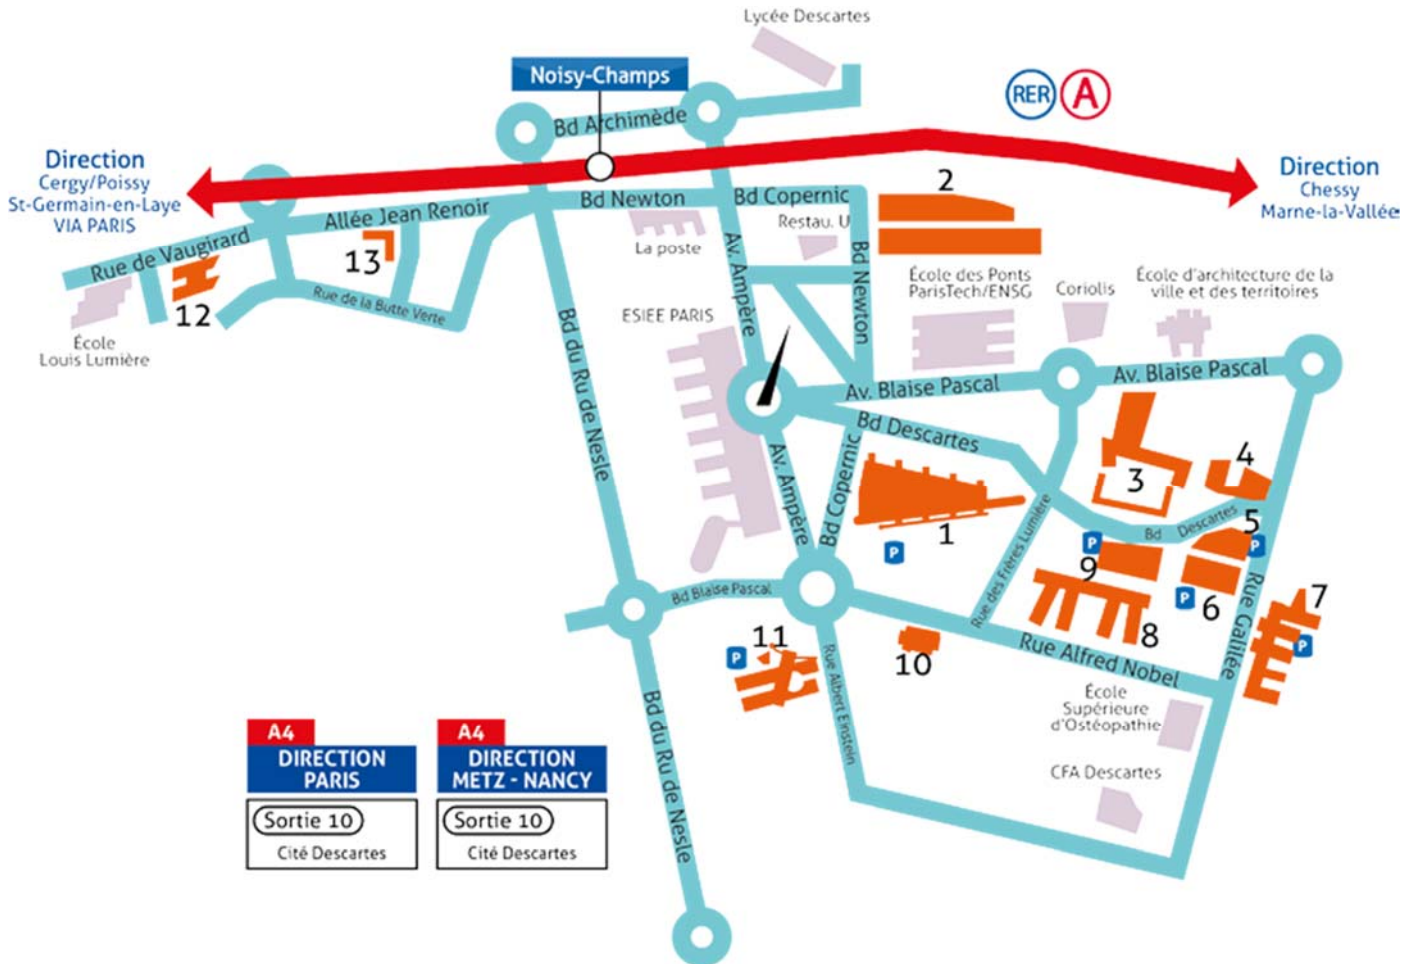 Lycée Descartes
Noisy-Champs
RER
A
Bd Archimède
Direction
Cergy/Poissy
St-Germain-en-Laye
VIA PARIS
Direction
Chessy
Marne-la-Vallée
2
Allée Jean Renoir
Bd Newton
Bd Copernic
Restau. U
La poste
Rue de Vaugirard
13
12
Rue de la Butte Verte
Av. Ampère
Bd Newton
École des Ponts
ParisTech/ENSG
Coriolis
École d'architecture de la
ville et des territoires
École
Louis Lumière
ESIEE PARIS
Bd du Ru de Nesle
Av. Blaise Pascal
Av. Blaise Pascal
Bd Descartes
Av. Ampère
Bd Copernic
1
P
3
4
5
Bd Descartes
P
P
9
6
P
7
P
8
Rue des Frères Lumière
Rue Galilée
Bd Blaise Pascal
11
P
10
Rue Alfred Nobel
Rue Albert Einstein
Bd du Ru de Nesle
École
Supérieure
d'Ostéopathie
CFA Descartes
A4
DIRECTION
PARIS
Sortie 10
Cité Descartes
A4
DIRECTION
METZ - NANCY
Sortie 10
Cité Descartes